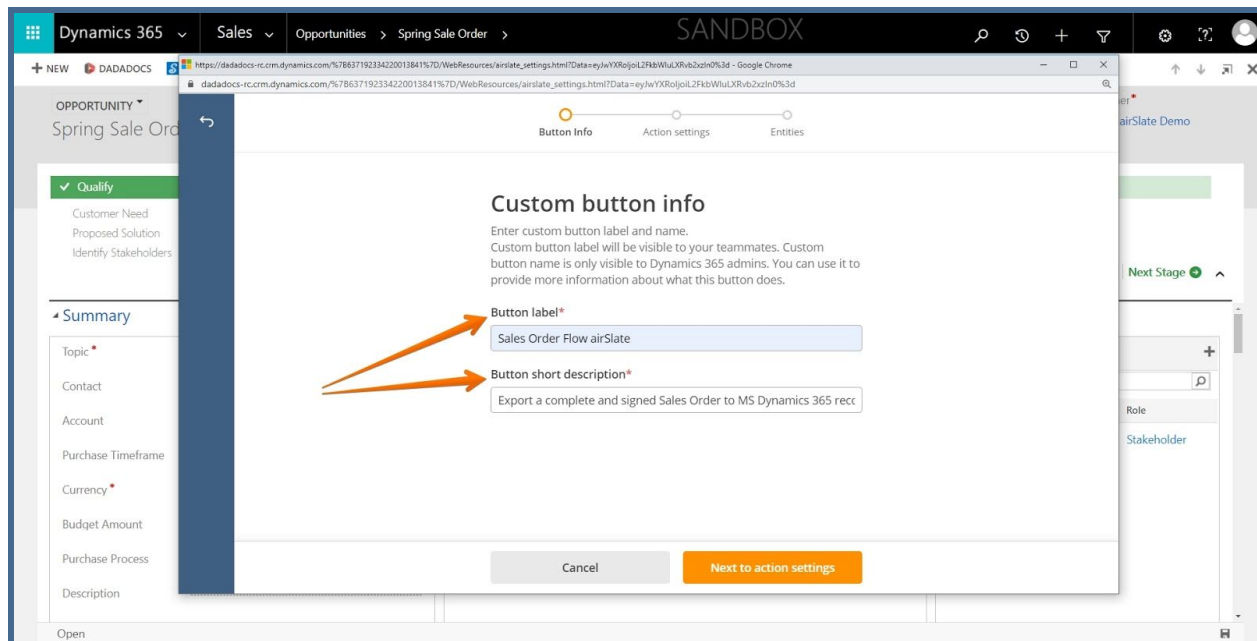 Dynamics 365
Sales
Opportunities > Spring Sale Order >
SANDBOX
+ NEW
DADADOCS
https://dadadocs-rc.crm.dynamics.com/%7B637192334220013841%7D/WebResources/airslate_settings.html?Data=eyJwYXRoIjoiL2FkbWluLXRvb2xzIn0%3d - Google Chrome
dadadocs-rc.crm.dynamics.com/%7B637192334220013841%7D/WebResources/airslate_settings.html?Data=eyJwYXRoIjoiL2FkbWluLXRvb2xzIn0%3d
OPPORTUNITY
Spring Sale Ord
er*
airSlate Demo
Button Info
Action settings
Entities
Qualify
Customer Need
Proposed Solution
Identify Stakeholders
Next Stage
Custom button info
Enter custom button label and name.
Custom button label will be visible to your teammates. Custom
button name is only visible to Dynamics 365 admins. You can use it to
provide more information about what this button does.
Button label*
Sales Order Flow airSlate
Button short description*
Export a complete and signed Sales Order to MS Dynamics 365 recc
Cancel
Next to action settings
Summary
Topic *
Contact
Account
Purchase Timeframe
Currency *
Budget Amount
Purchase Process
Description
Role
Stakeholder
Open